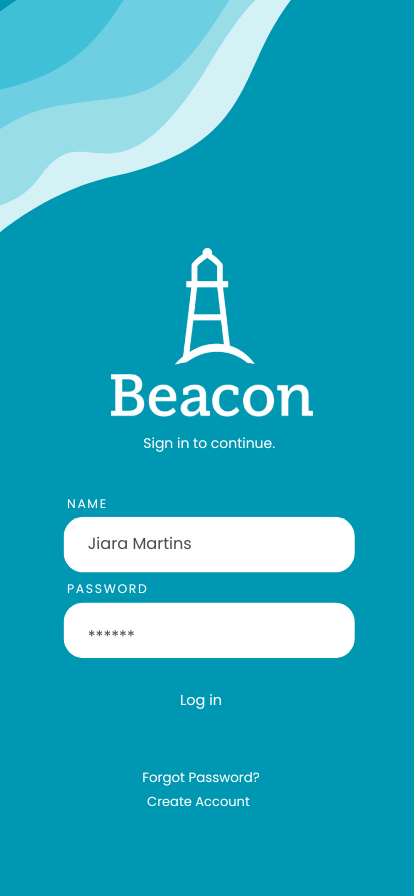 Beacon
Sign in to continue.
NAME
Jiara Martins
PASSWORD
******
Log in
Forgot Password?
Create Account